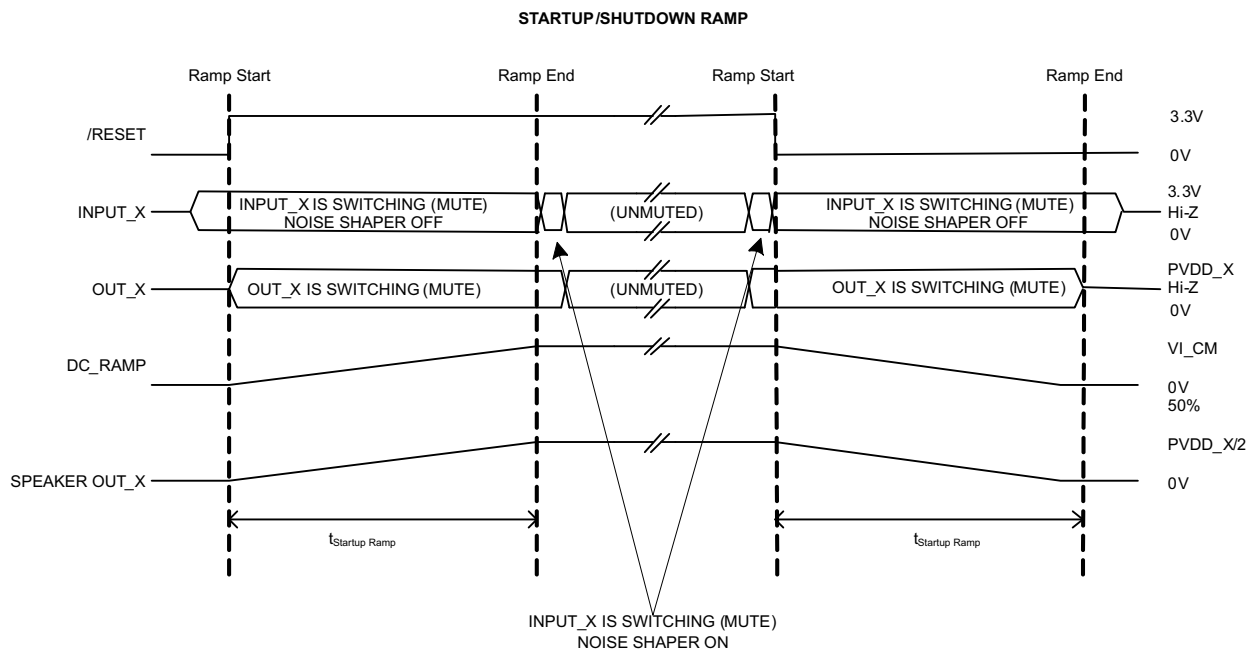 STARTUP/SHUTDOWN RAMP
Ramp Start
Ramp End
Ramp Start
Ramp End
/RESET
3.3V
0V
INPUT_X
INPUT_X IS SWITCHING (MUTE)
NOISE SHAPER OFF
(UNMUTED)
INPUT_X IS SWITCHING (MUTE)
NOISE SHAPER OFF
3.3V
Hi-Z
0V
OUT_X
OUT_X IS SWITCHING (MUTE)
(UNMUTED)
OUT_X IS SWITCHING (MUTE)
PVDD_X
Hi-Z
0V
DC_RAMP
VI_CM
0V
50%
SPEAKER OUT_X
PVDD_X/2
0V
tStartup Ramp
tStartup Ramp
INPUT_X IS SWITCHING (MUTE)
NOISE SHAPER ON